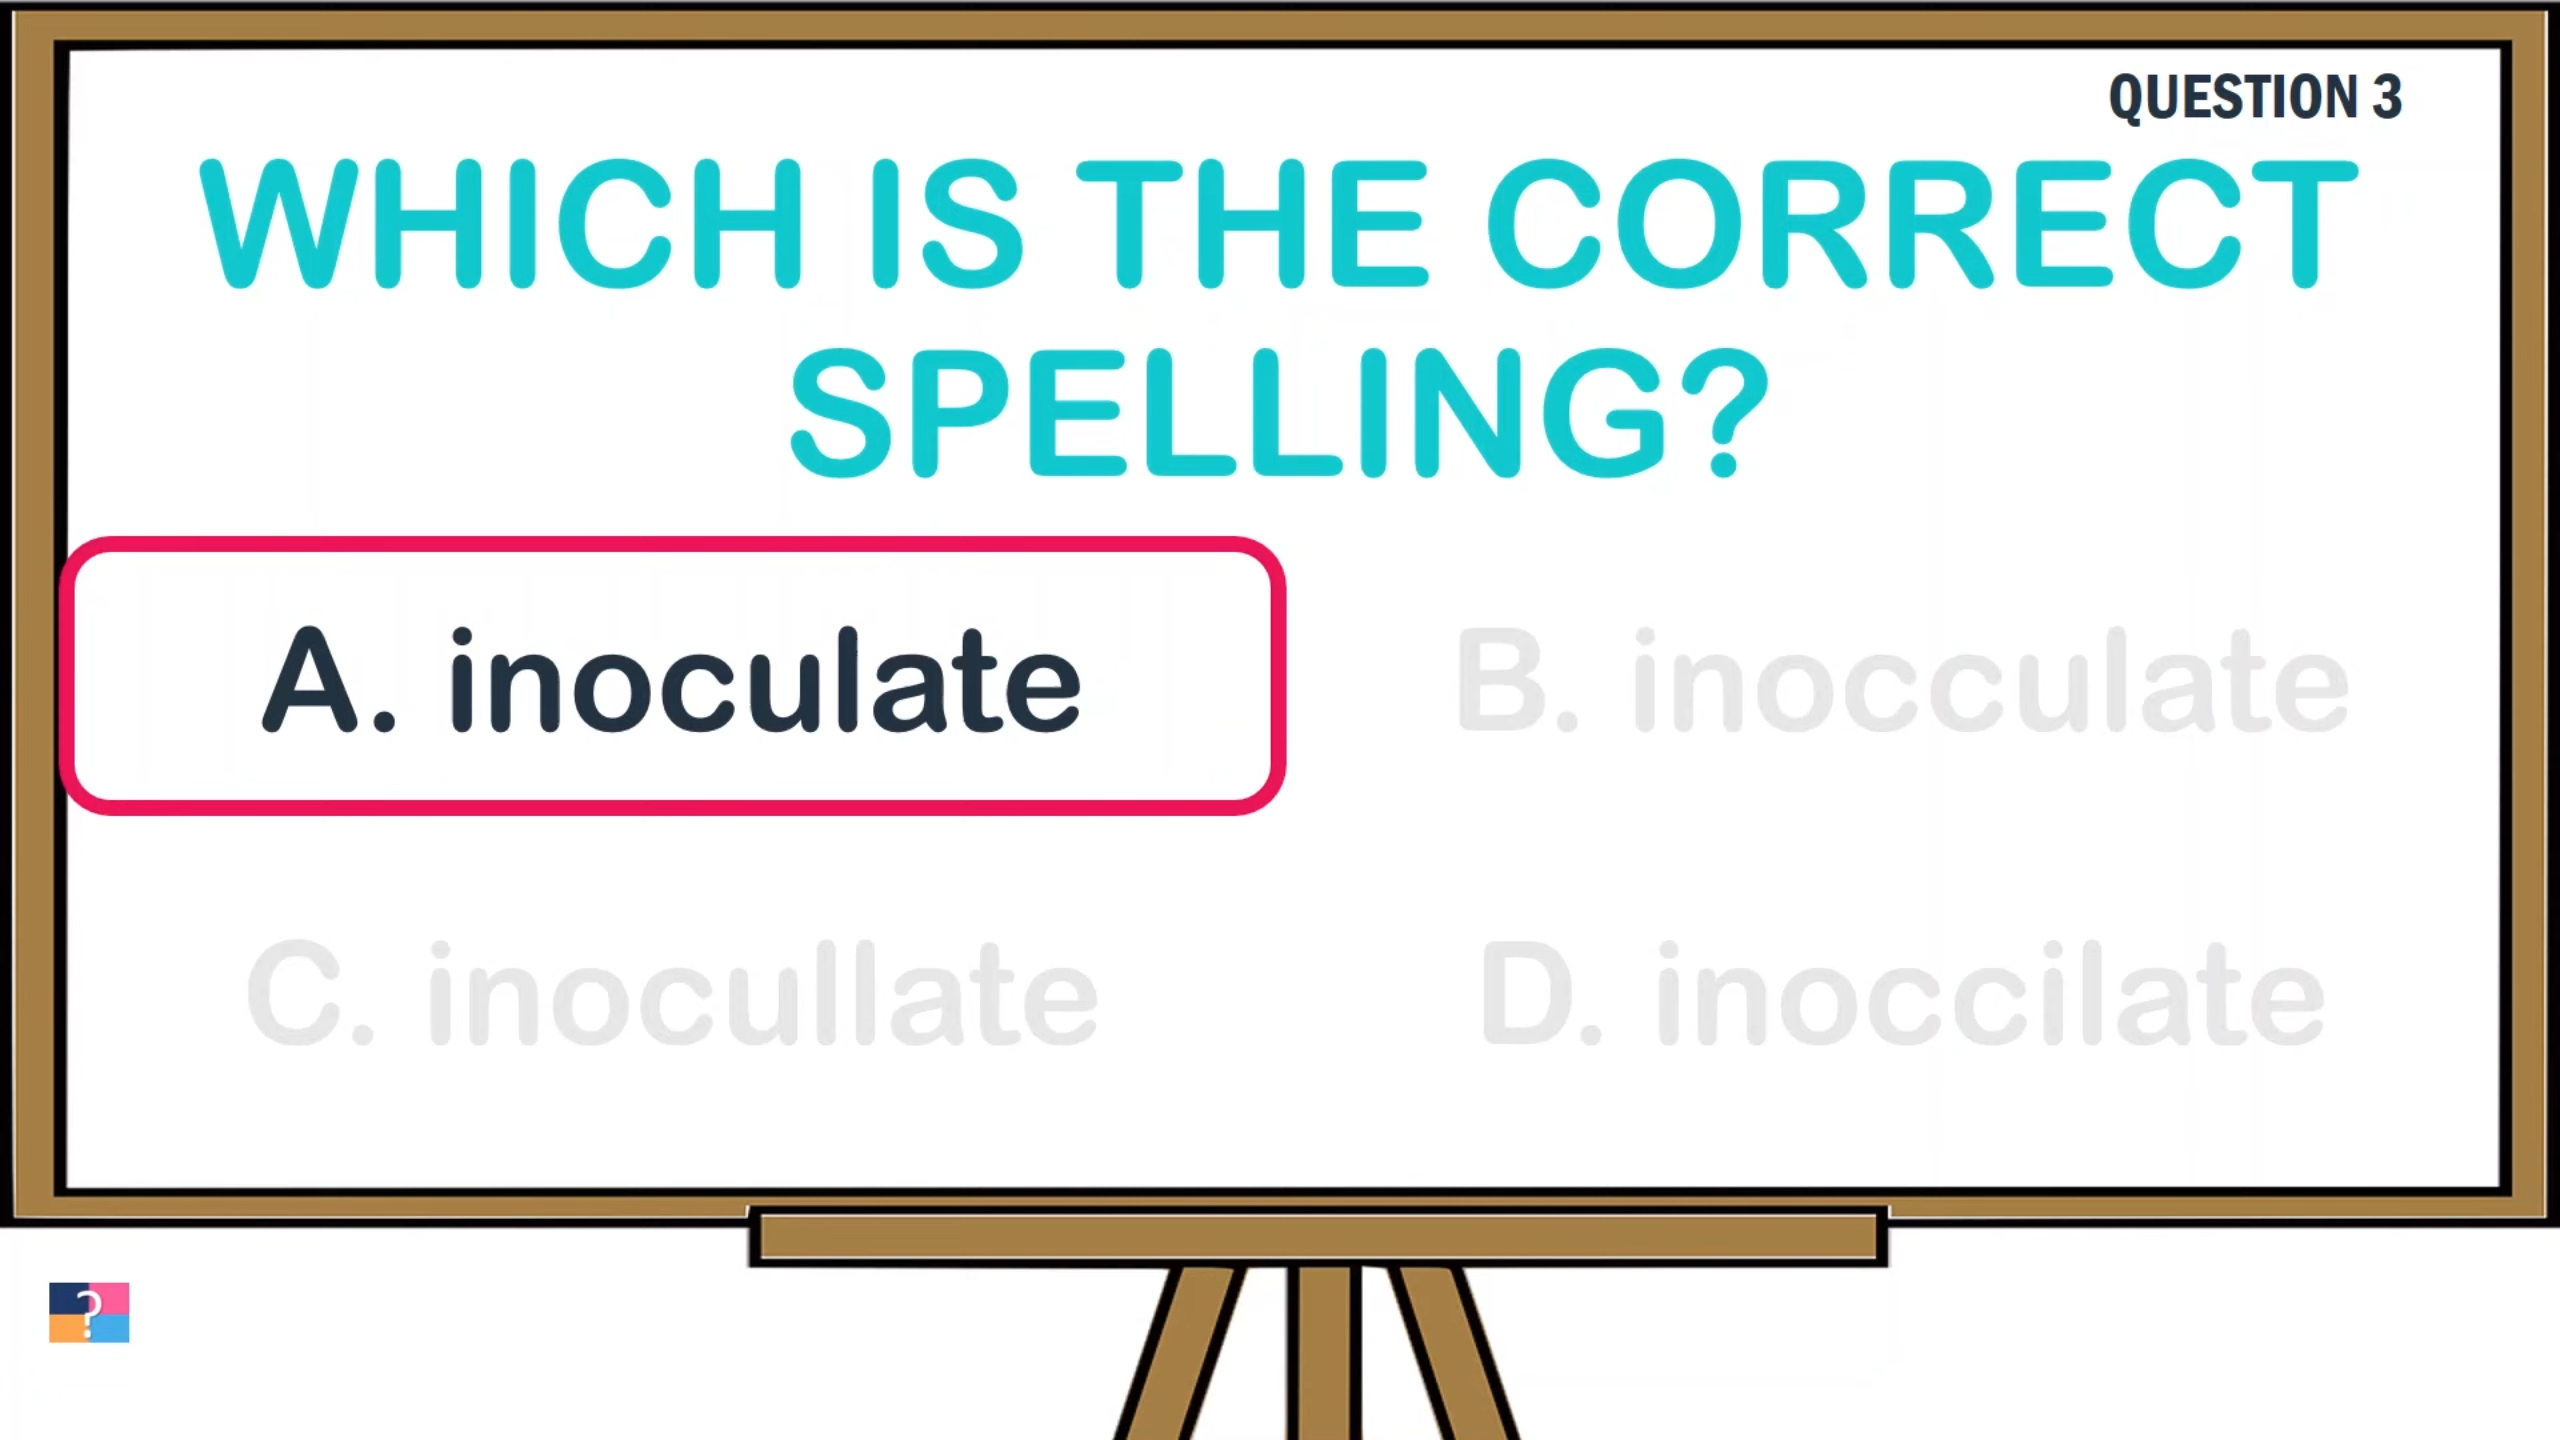 QUESTION 3
WHICH IS THE CORRECT
SPELLING?
A. inoculate
B. inocculate
C. inocullate
D. inoccilate
?